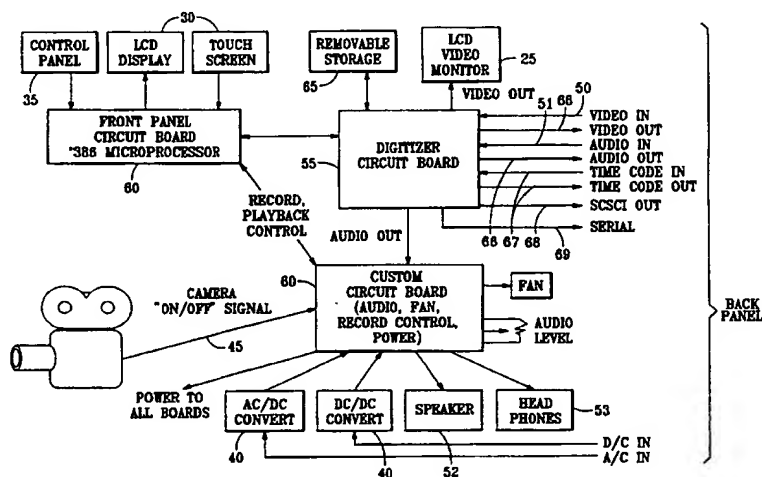 CONTROL
PANEL
35
LCD
DISPLAY
30
TOUCH
SCREEN
REMOVABLE
STORAGE
65
LCD
VIDEO
MONITOR
25
VIDEO OUT
FRONT PANEL
CIRCUIT BOARD
"386 MICROPROCESSOR
60
DIGITIZER
CIRCUIT BOARD
55
51
66
50
VIDEO IN
VIDEO OUT
AUDIO IN
AUDIO OUT
TIME CODE IN
TIME CODE OUT
SCSCI OUT
SERIAL
66
67
68
69
RECORD,
PLAYBACK
CONTROL
AUDIO OUT
60
CUSTOM
CIRCUIT BOARD
(AUDIO, FAN,
RECORD CONTROL,
POWER)
FAN
AUDIO
LEVEL
BACK
PANEL
CAMERA
"ON/OFF" SIGNAL
45
POWER TO
ALL BOARDS
AC/DC
CONVERT
40
DC/DC
CONVERT
40
SPEAKER
52
HEAD
PHONES
53
D/C IN
A/C IN